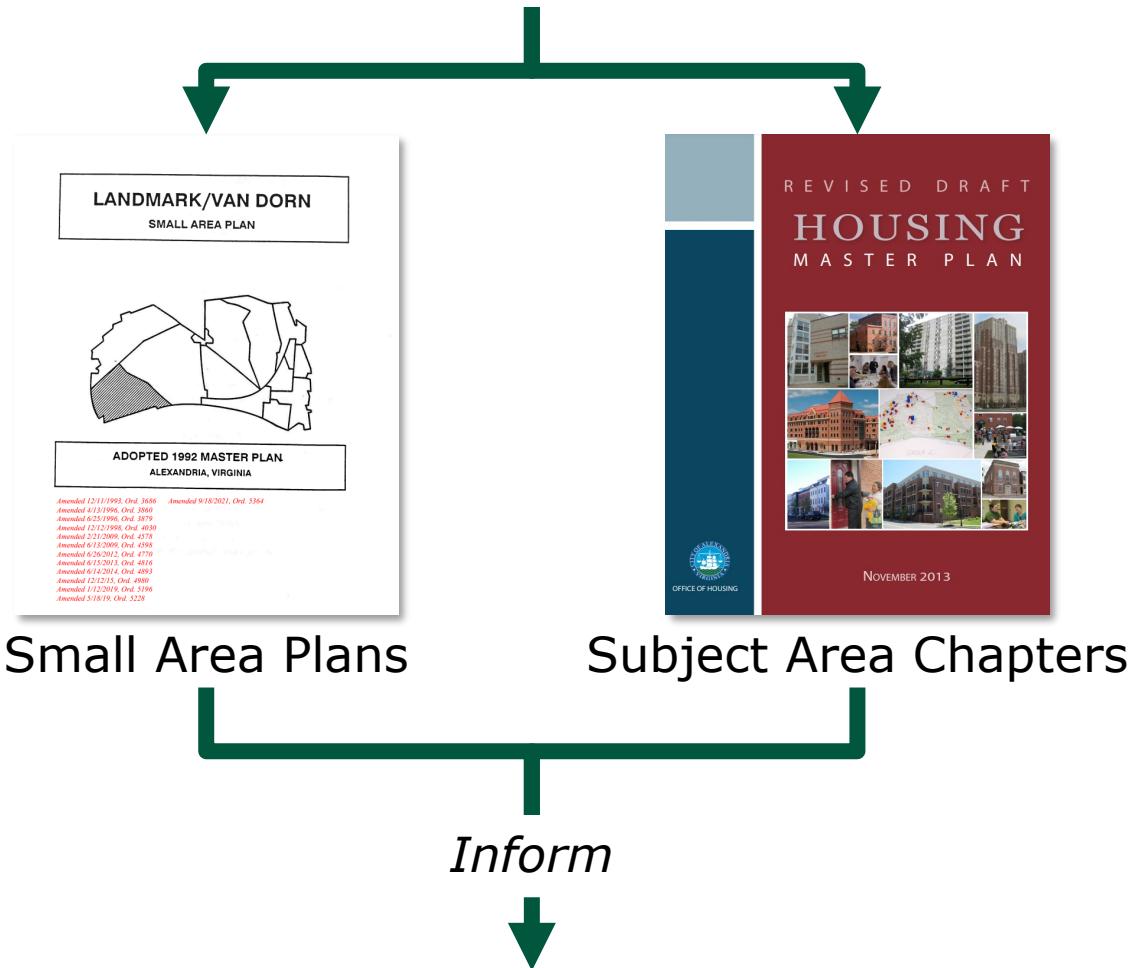 LANDMARK/VAN DORN
SMALL AREA PLAN
ADOPTED 1992 MASTER PLAN
ALEXANDRIA, VIRGINIA
Amended 12/11/1993, Ord. 3686 Amended 9/18/2021, Ord. 5364
Amended 4/13/1996, Ord. 3860
Amended 6/25/1996, Ord. 3879
Amended 12/12/1998, Ord. 4030
Amended 2/21/2009, Ord. 4578
Amended 6/13/2009, Ord. 4598
Amended 6/26/2012, Ord. 4770
Amended 6/15/2013, Ord. 4816
Amended 6/14/2014, Ord. 4893
Amended 12/12/15, Ord. 4980
Amended 1/12/2019, Ord. 5196
Amended 5/18/19, Ord. 5228
Small Area Plans
REVISED DRAFT
HOUSING
MASTER PLAN
CITY OF ALEXANDRIA
VIRGINIA
OFFICE OF HOUSING
NOVEMBER 2013
Subject Area Chapters
Inform